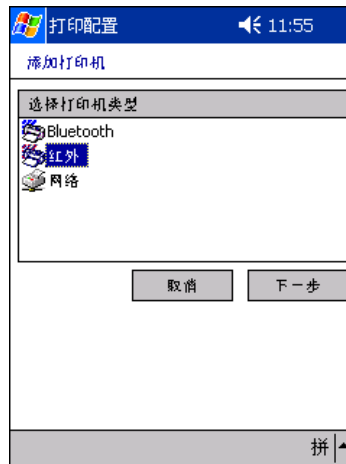 打印配置 11:55
添加打印机
选择打印机类型
Bluetooth
红外
网络
取消 下一步
拼